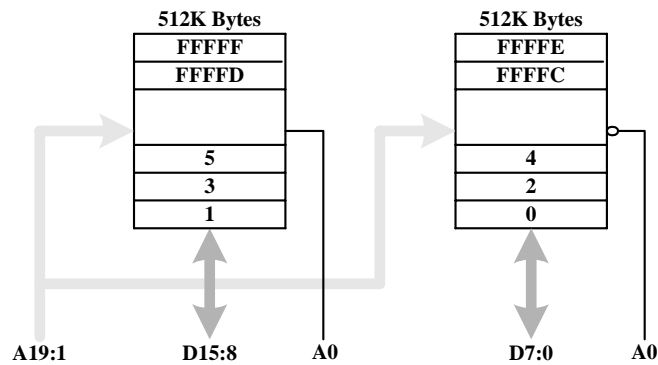 512K Bytes
FFFFF
FFFFD
5
3
1
512K Bytes
FFFFE
FFFFC
4
2
0
A19:1
D15:8
A0
D7:0
A0